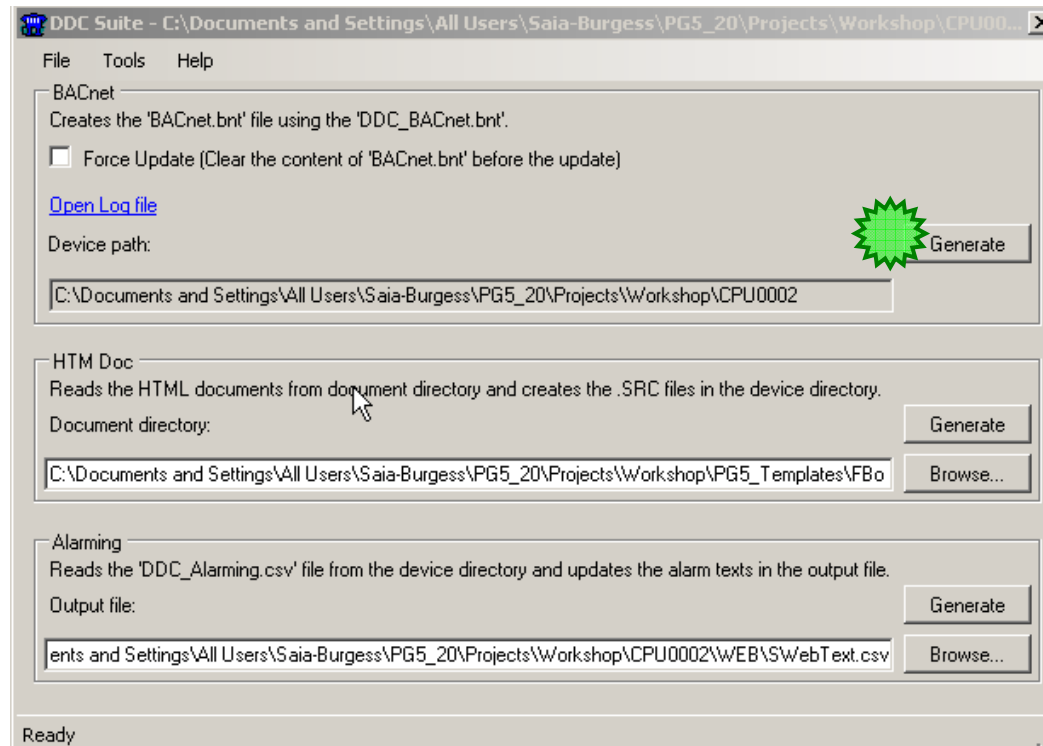 DDC Suite - C:\Documents and Settings\All Users\Saia-Burgess\PG5_20\Projects\Workshop\CPU00...
File Tools Help
BACnet
Creates the 'BACnet.bnt' file using the 'DDC_BACnet.bnt'.
Force Update (Clear the content of 'BACnet.bnt' before the update)
Open Log file
Device path:
Generate
C:\Documents and Settings\All Users\Saia-Burgess\PG5_20\Projects\Workshop\CPU0002
HTM Doc
Reads the HTML documents from document directory and creates the .SRC files in the device directory.
Document directory:
Generate
C:\Documents and Settings\All Users\Saia-Burgess\PG5_20\Projects\Workshop\PG5_Templates\FBo
Browse...
Alarming
Reads the 'DDC_Alarming.csv' file from the device directory and updates the alarm texts in the output file.
Output file:
Generate
ents and Settings\All Users\Saia-Burgess\PG5_20\Projects\Workshop\CPU0002\WEB\SWebText.csv
Browse...
Ready